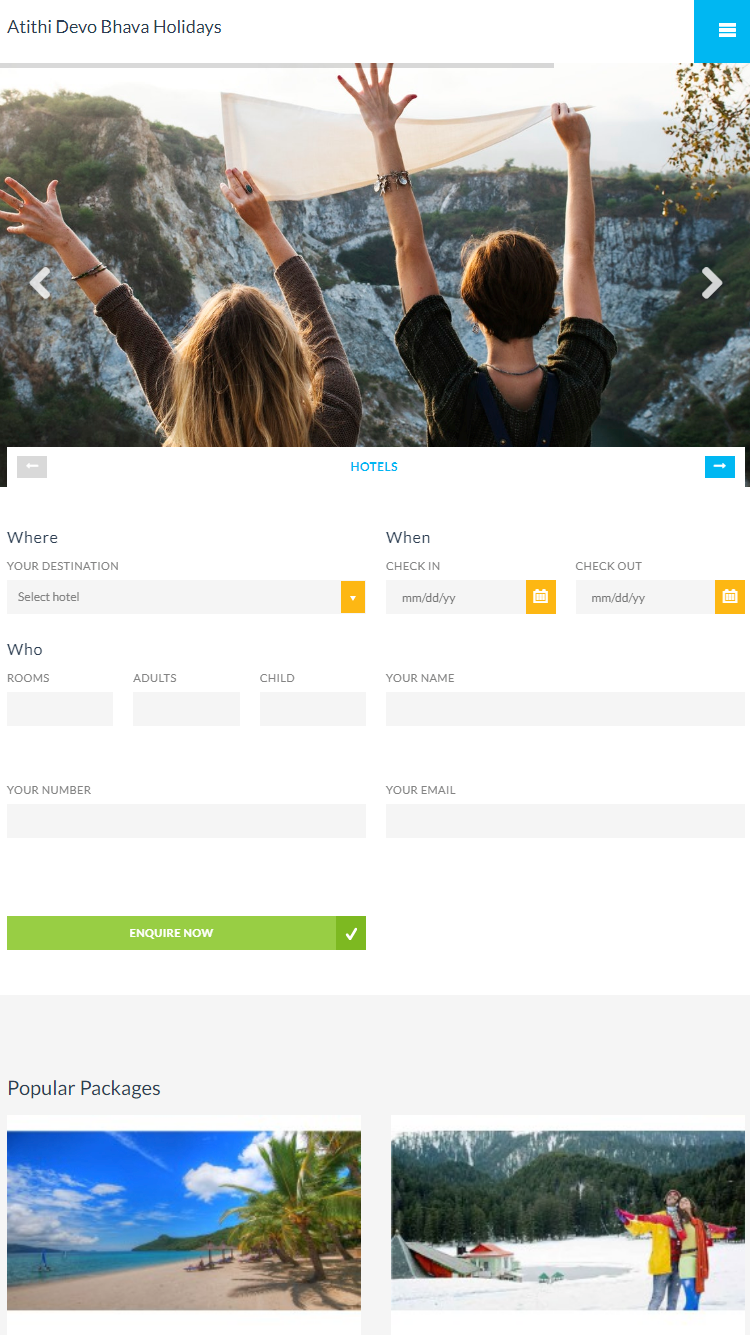 Atithi Devo Bhava Holidays
HOTELS
Where
YOUR DESTINATION
Select hotel
When
CHECK IN
CHECK OUT
mm/dd/yy
mm/dd/yy
Who
ROOMS
ADULTS
CHILD
YOUR NAME
YOUR NUMBER
YOUR EMAIL
ENQUIRE NOW
Popular Packages